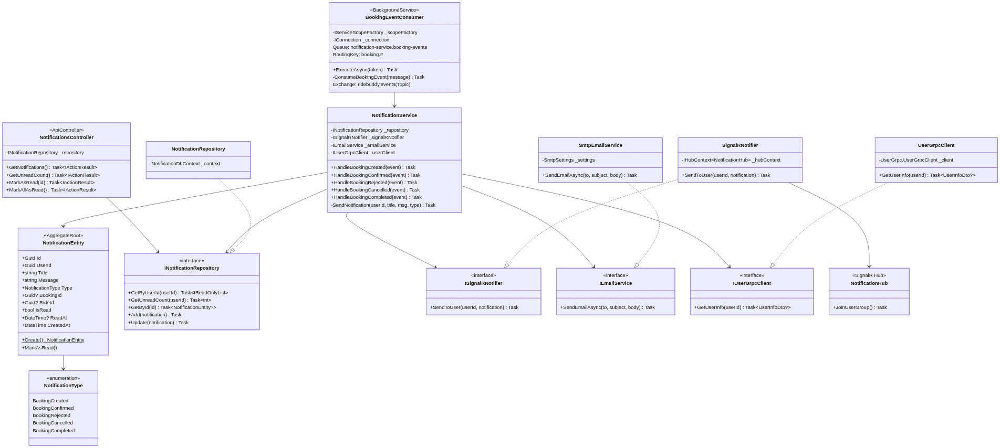 «BackgroundService»
BookingEventConsumer
-IServiceScopeFactory _scopeFactory
-IConnection _connection
Queue: notification-service.booking-events
RoutingKey: booking.#
+ExecuteAsync(token) : Task
-ConsumeBookingEvent(message) : Task
Exchange: ridebuddy.events(Topic)
«ApiController»
NotificationsController
-INotificationRepository _repository
+GetNotifications() : Task<IActionResult>
+GetUnreadCount() : Task<IActionResult>
+MarkAsRead(id) : Task<IActionResult>
+MarkAllAsRead() : Task<IActionResult>
NotificationRepository
-NotificationDbContext _context
NotificationService
-INotificationRepository _repository
-ISignalRNotifier _signalRNotifier
-IEmailService _emailService
-IUserGrpcClient _userClient
+HandleBookingCreated(event) : Task
+HandleBookingConfirmed(event) : Task
+HandleBookingRejected(event) : Task
+HandleBookingCancelled(event) : Task
+HandleBookingCompleted(event) : Task
-SendNotification(userId, title, msg, type) : Task
SmtpEmailService
-SmtpSettings _settings
+SendEmailAsync(to, subject, body) : Task
SignalRNotifier
-IHubContext<NotificationHub> _hubContext
+SendToUser(userId, notification) : Task
UserGrpcClient
-UserGrpc.UserGrpcClient _client
+GetUserInfo(userId) : Task<UserInfoDto?>
«AggregateRoot»
NotificationEntity
+Guid Id
+Guid UserId
+string Title
+string Message
+NotificationType Type
+Guid? BookingId
+Guid? RideId
+bool IsRead
+DateTime? ReadAt
+DateTime CreatedAt
+Create() : NotificationEntity
+MarkAsRead()
«interface»
INotificationRepository
+GetByUserId(userId) : Task<IReadOnlyList>
+GetUnreadCount(userId) : Task<int>
+GetById(id) : Task<NotificationEntity?>
+Add(notification) : Task
+Update(notification) : Task
«interface»
ISignalRNotifier
+SendToUser(userId, notification) : Task
«interface»
IEmailService
+SendEmailAsync(to, subject, body) : Task
«interface»
IUserGrpcClient
+GetUserInfo(userId) : Task<UserInfoDto?>
«SignalR Hub»
NotificationHub
+JoinUserGroup() : Task
«enumeration»
NotificationType
BookingCreated
BookingConfirmed
BookingRejected
BookingCancelled
BookingCompleted